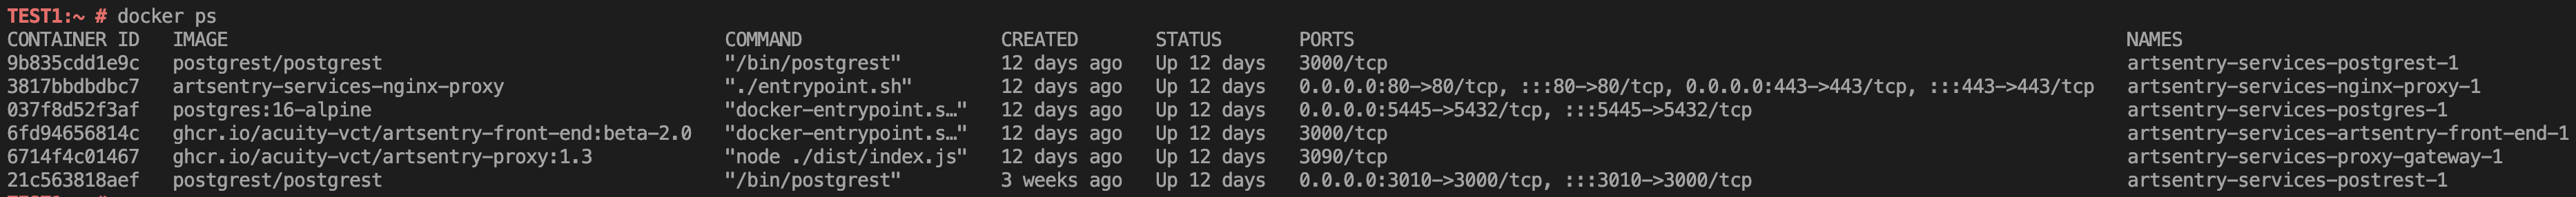 TEST1:~ # docker ps
CONTAINER ID IMAGE COMMAND CREATED STATUS PORTS NAMES
9b835cdd1e9c postgrest/postgrest "/bin/postgrest" 12 days ago Up 12 days 3000/tcp artsentry-services-postgrest-1
3817bbdbdbc7 artsentry-services-nginx-proxy "./entrypoint.sh" 12 days ago Up 12 days 0.0.0.0:80->80/tcp, :::80->80/tcp, 0.0.0.0:443->443/tcp, :::443->443/tcp artsentry-services-nginx-proxy-1
037f8d52f3af postgres:16-alpine "docker-entrypoint.s…" 12 days ago Up 12 days 0.0.0.0:5445->5432/tcp, :::5445->5432/tcp artsentry-services-postgres-1
6fd94656814c ghcr.io/acuity-vct/artsentry-front-end:beta-2.0 "docker-entrypoint.s…" 12 days ago Up 12 days 3000/tcp artsentry-services-artsentry-front-end-1
6714f4c01467 ghcr.io/acuity-vct/artsentry-proxy:1.3 "node ./dist/index.js" 12 days ago Up 12 days 3090/tcp artsentry-services-proxy-gateway-1
21c563818aef postgrest/postgrest "/bin/postgrest" 3 weeks ago Up 12 days 0.0.0.0:3010->3000/tcp, :::3010->3000/tcp artsentry-services-postrest-1